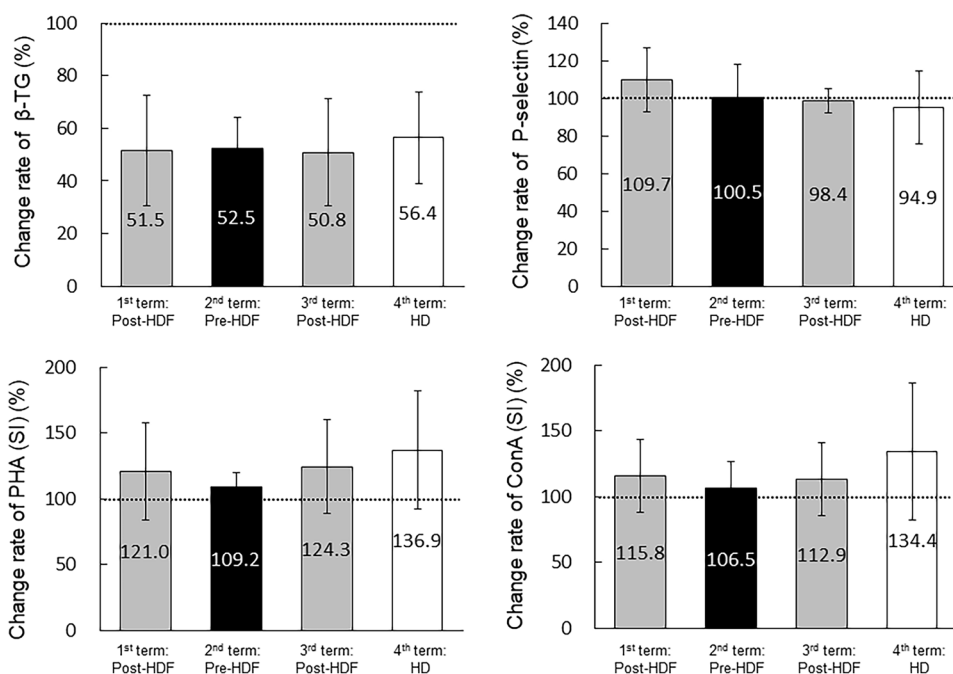 Change rate of β-TG (%)
100
80
60
40
20
0
51.5
52.5
50.8
56.4
1st term:
Post-HDF
2nd term:
Pre-HDF
3rd term:
Post-HDF
4th term:
HD
Change rate of P-selectin (%)
140
120
100
80
60
40
20
0
109.7
100.5
98.4
94.9
1st term:
Post-HDF
2nd term:
Pre-HDF
3rd term:
Post-HDF
4th term:
HD
Change rate of PHA (SI) (%)
200
150
100
50
0
121.0
109.2
124.3
136.9
1st term:
Post-HDF
2nd term:
Pre-HDF
3rd term:
Post-HDF
4th term:
HD
Change rate of ConA (SI) (%)
200
150
100
50
0
115.8
106.5
112.9
134.4
1st term:
Post-HDF
2nd term:
Pre-HDF
3rd term:
Post-HDF
4th term:
HD